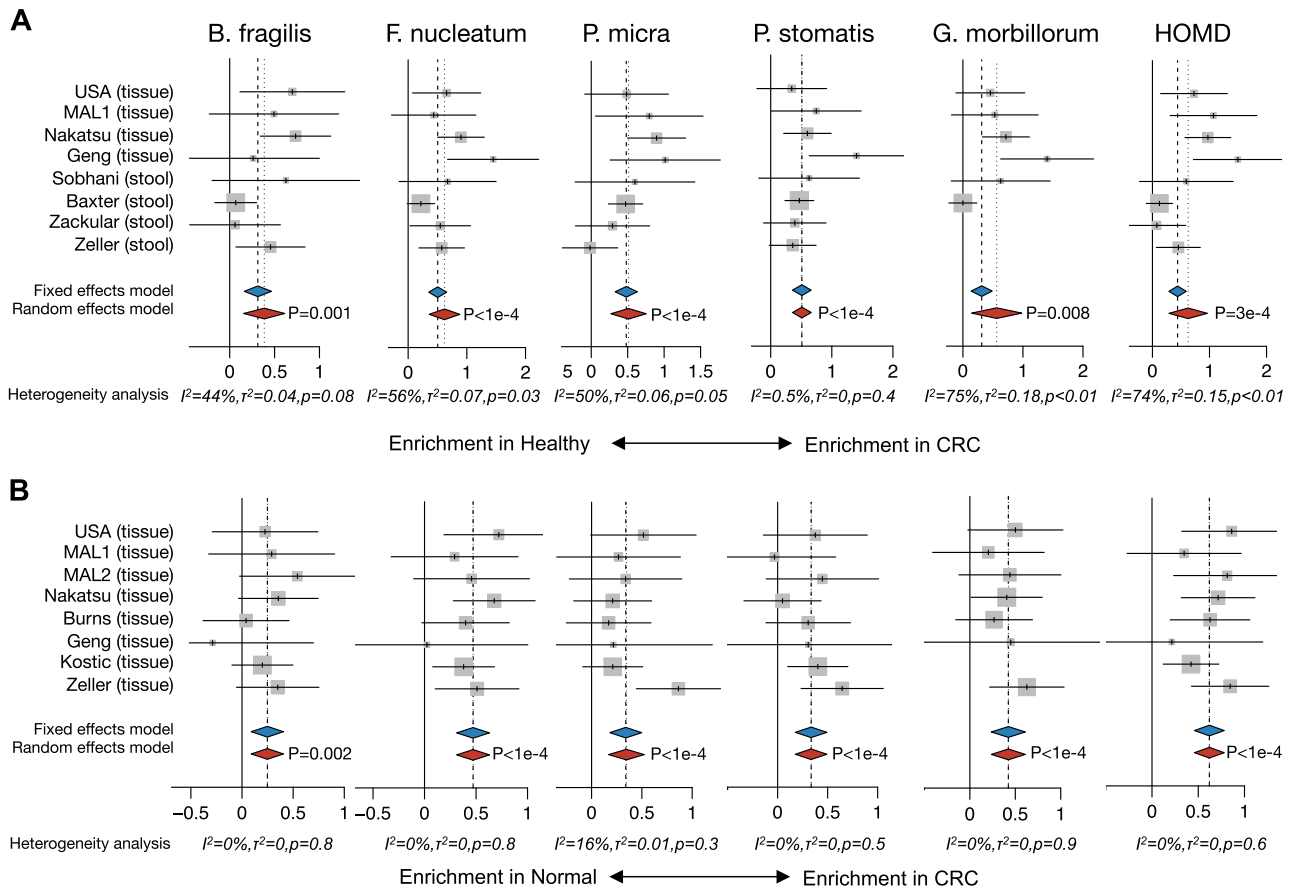 A
B. fragilis F. nucleatum P. micra P. stomatis G. morbillorum HOMD
USA (tissue)
MAL1 (tissue)
Nakatsu (tissue)
Geng (tissue)
Sobhani (stool)
Baxter (stool)
Zackular (stool)
Zeller (stool)
Fixed effects model
Random effects model P=0.001 P<1e-4 P<1e-4 P<1e-4 P=0.008 P=3e-4
0 0.5 1 0 1 2 5 0 0.5 1 1.5 0 1 2 0 1 2 0 1 2
Heterogeneity analysis I²=44%,τ²=0.04,p=0.08 I²=56%,τ²=0.07,p=0.03 I²=50%,τ²=0.06,p=0.05 I²=0.5%,τ²=0,p=0.4 I²=75%,τ²=0.18,p<0.01 I²=74%,τ²=0.15,p<0.01
Enrichment in Healthy Enrichment in CRC
B
USA (tissue)
MAL1 (tissue)
MAL2 (tissue)
Nakatsu (tissue)
Burns (tissue)
Geng (tissue)
Kostic (tissue)
Zeller (tissue)
Fixed effects model
Random effects model P=0.002 P<1e-4 P<1e-4 P<1e-4 P<1e-4 P<1e-4
−0.5 0 0.5 1 −0.5 0 0.5 1 0 0.5 1 0 0.5 1 0 0.5 1 0 0.5 1
Heterogeneity analysis I²=0%,τ²=0,p=0.8 I²=0%,τ²=0,p=0.8 I²=16%,τ²=0.01,p=0.3 I²=0%,τ²=0,p=0.5 I²=0%,τ²=0,p=0.9 I²=0%,τ²=0,p=0.6
Enrichment in Normal Enrichment in CRC